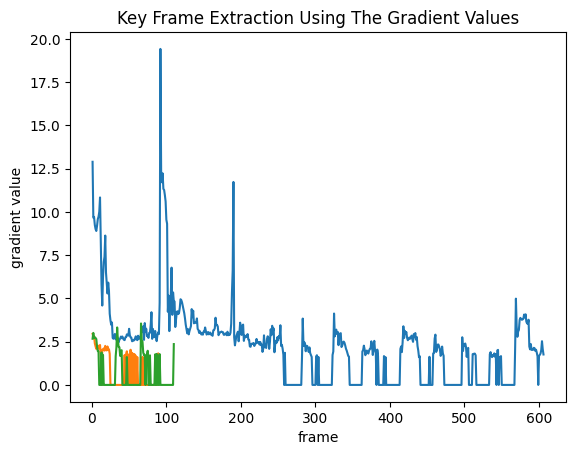 Key Frame Extraction Using The Gradient Values
20.0
17.5
15.0
12.5
10.0
7.5
5.0
2.5
0.0
gradient value
0 100 200 300 400 500 600
frame